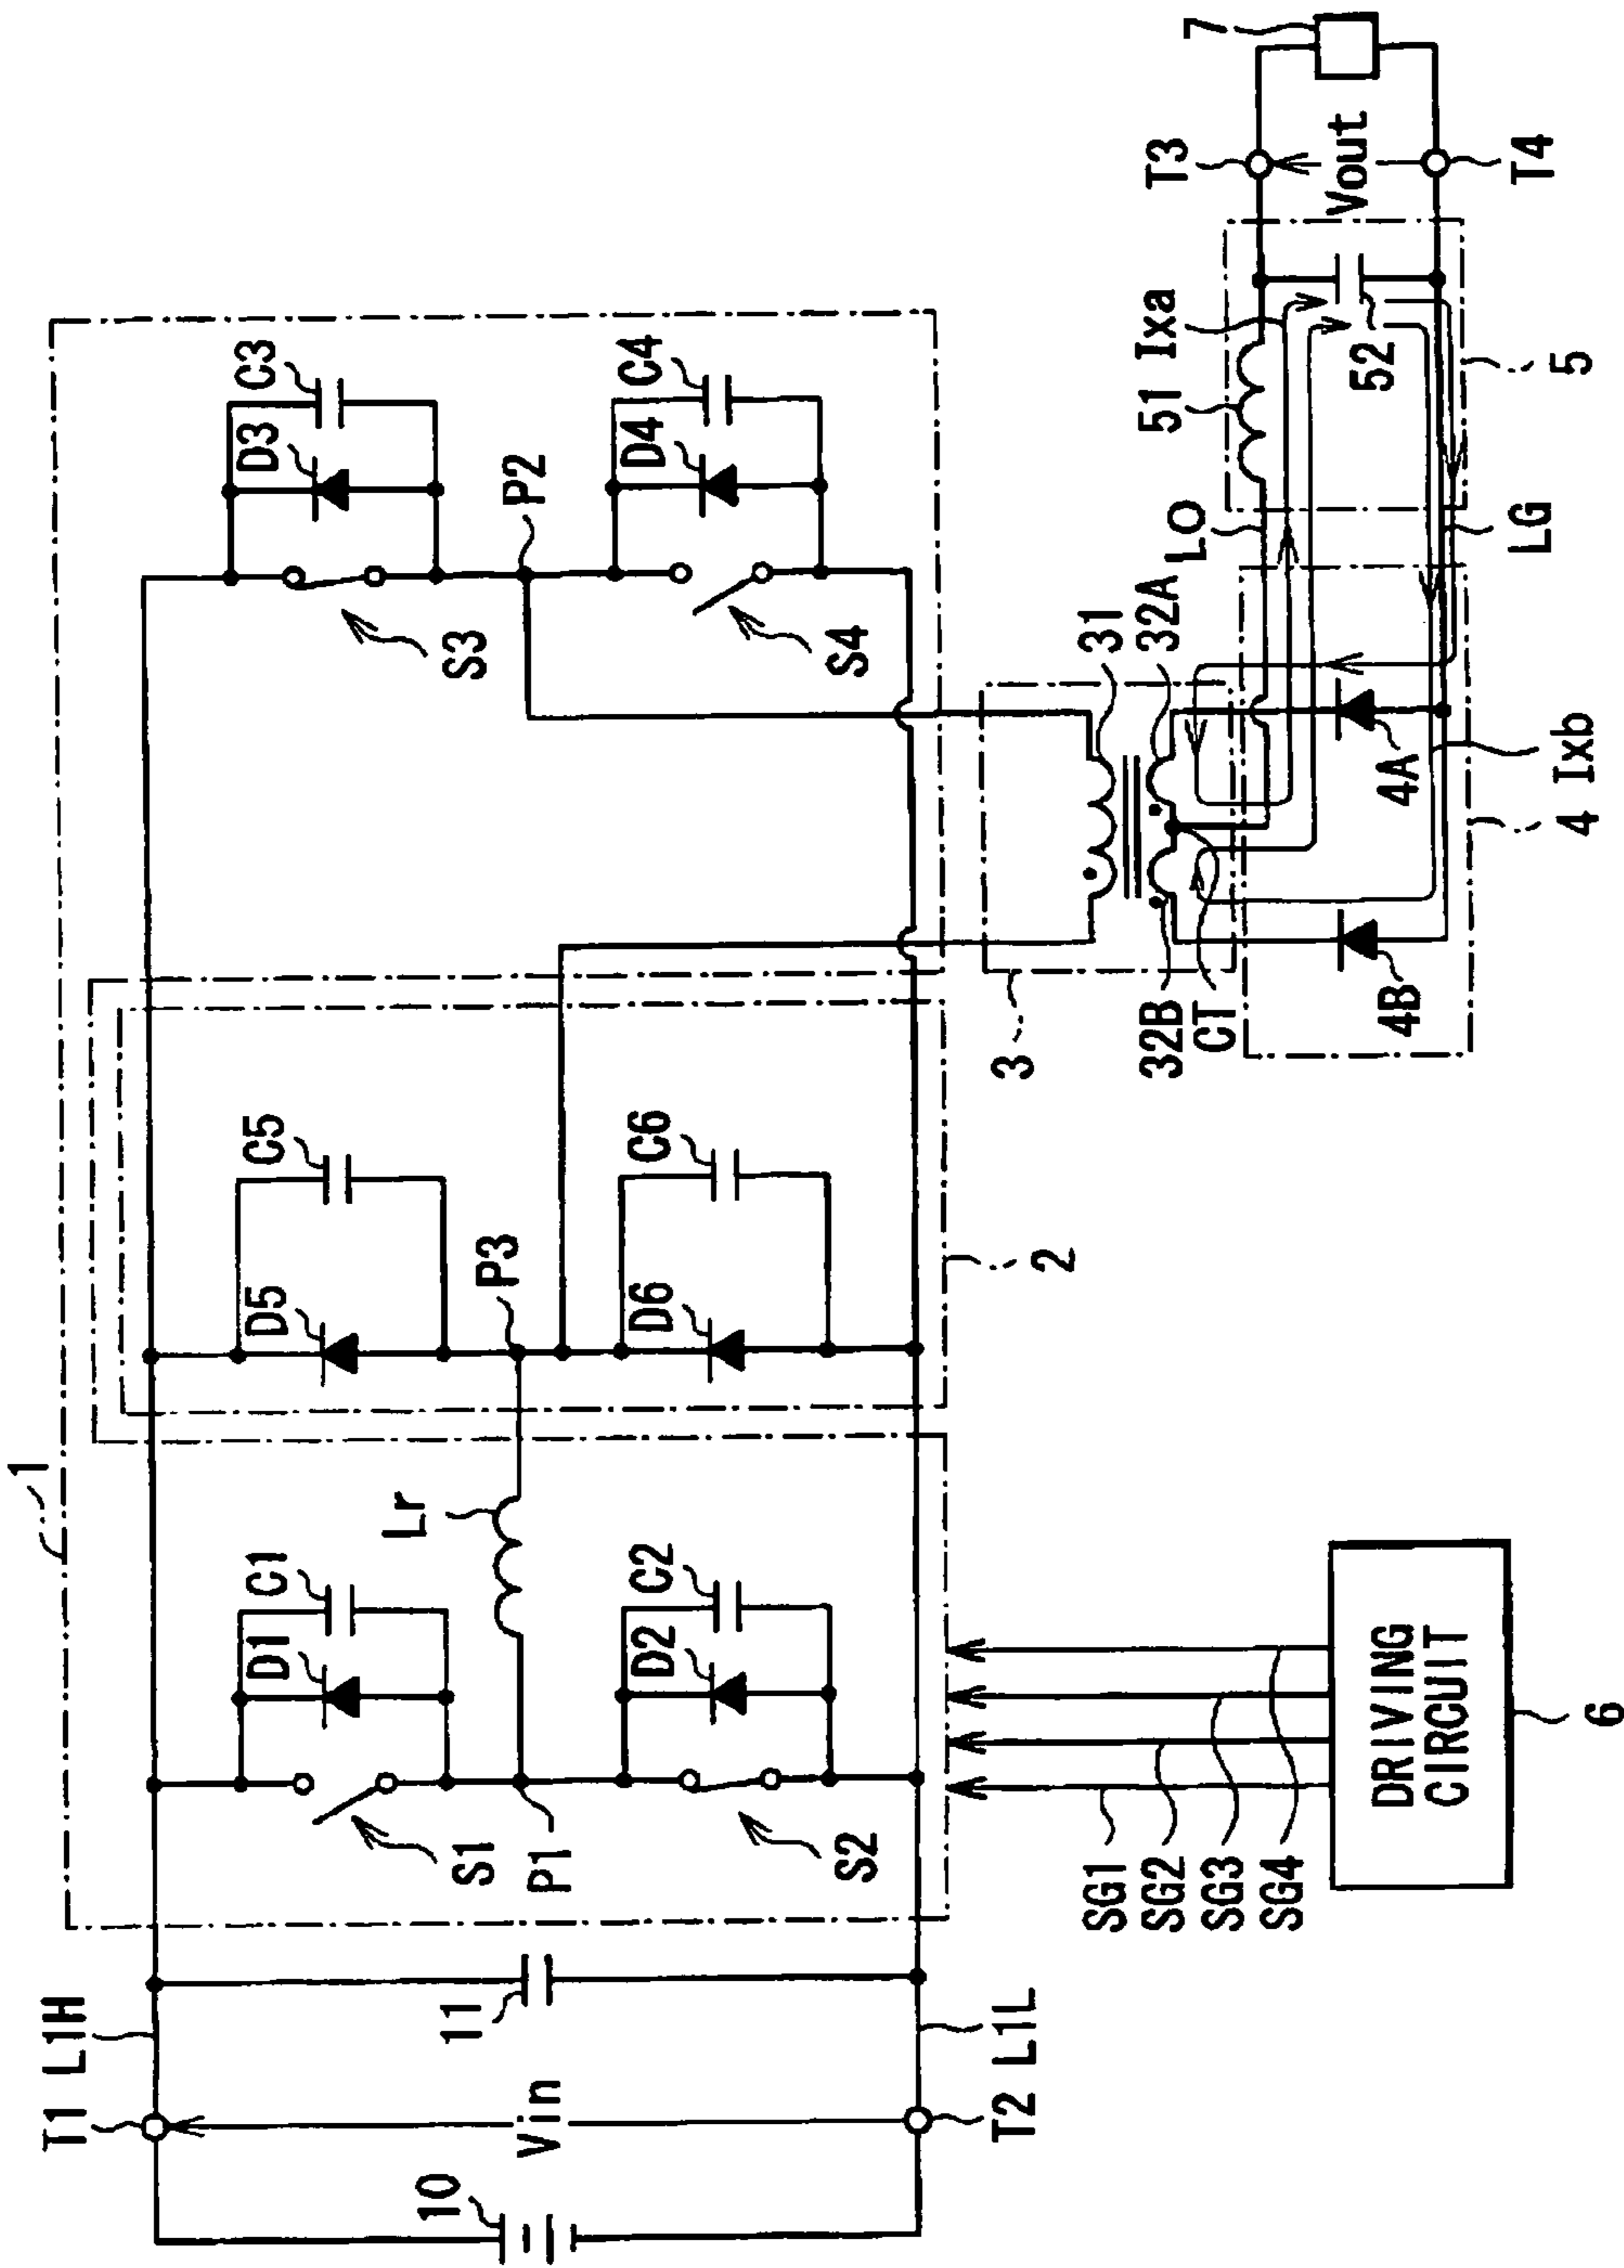 1
T1 L1H
10
Vin
11
T2 L1L
S1
D1
C1
Lr
P1
S2
D2
C2
D5
C5
P3
D6
C6
2
D3
C3
S3
P2
D4
C4
S4
3
31
32A
32B
CT
LO
51
Ixa
52
5
T3
Vout
T4
7
4A
4B
4
Ixb
LG
SG1
SG2
SG3
SG4
DRIVING
CIRCUIT
6